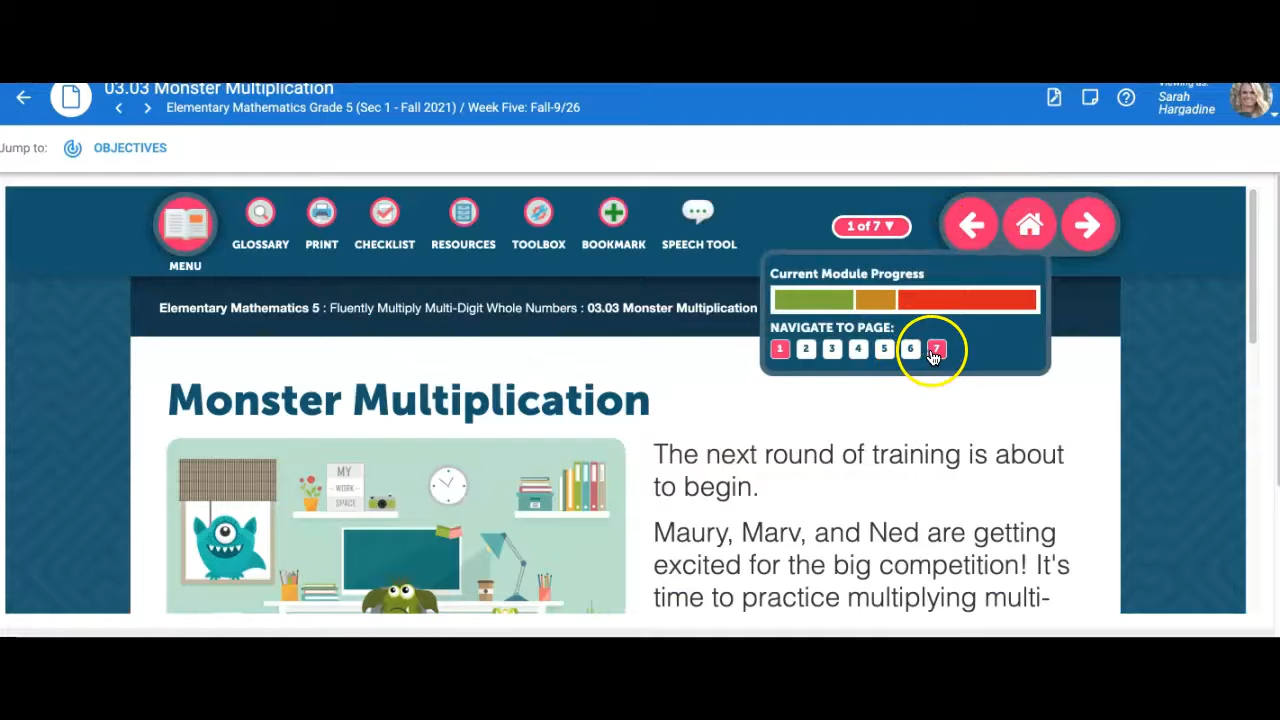 03.03 Monster Multiplication
Elementary Mathematics Grade 5 (Sec 1 - Fall 2021) / Week Five: Fall-9/26
Viewing as:
Sarah
Hargadine
Jump to:
OBJECTIVES
MENU
GLOSSARY
PRINT
CHECKLIST
RESOURCES
TOOLBOX
BOOKMARK
SPEECH TOOL
1 of 7 ▼
Current Module Progress
NAVIGATE TO PAGE:
1 2 3 4 5 6 7
Elementary Mathematics 5 : Fluently Multiply Multi-Digit Whole Numbers : 03.03 Monster Multiplication
Monster Multiplication
MY
WORK
SPACE
The next round of training is about
to begin.
Maury, Marv, and Ned are getting
excited for the big competition! It's
time to practice multiplying multi-